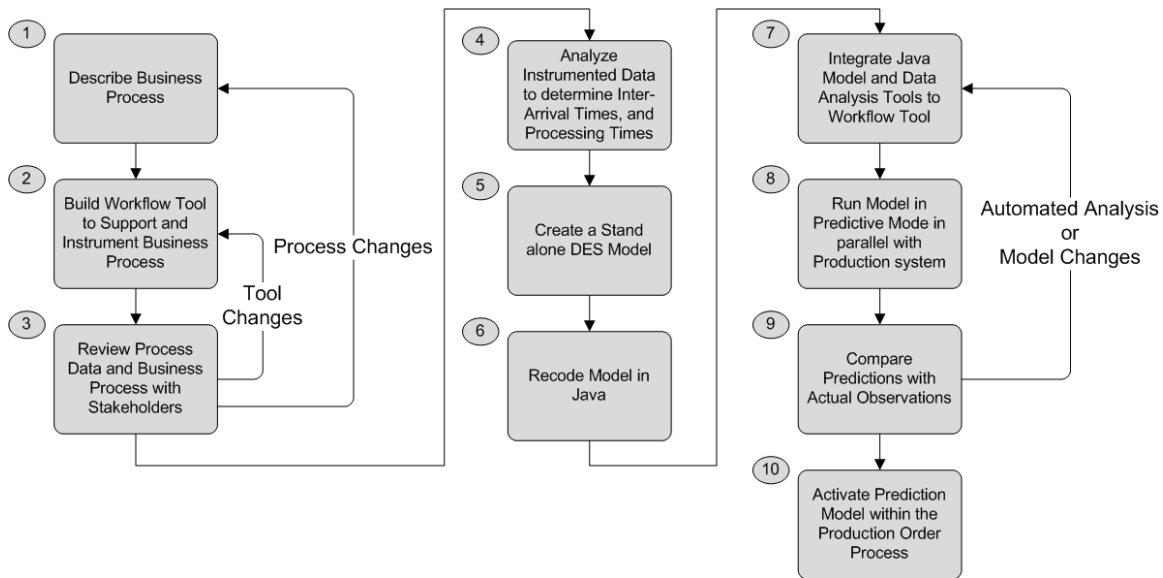 1
Describe Business
Process
2
Build Workflow Tool
to Support and
Instrument Business
Process
3
Review Process
Data and Business
Process with
Stakeholders
Tool
Changes
Process Changes
4
Analyze
Instrumented Data
to determine Inter-
Arrival Times, and
Processing Times
5
Create a Stand
alone DES Model
6
Recode Model in
Java
7
Integrate Java
Model and Data
Analysis Tools to
Workflow Tool
8
Run Model in
Predictive Mode in
parallel with
Production system
9
Compare
Predictions with
Actual Observations
Automated Analysis
or
Model Changes
10
Activate Prediction
Model within the
Production Order
Process